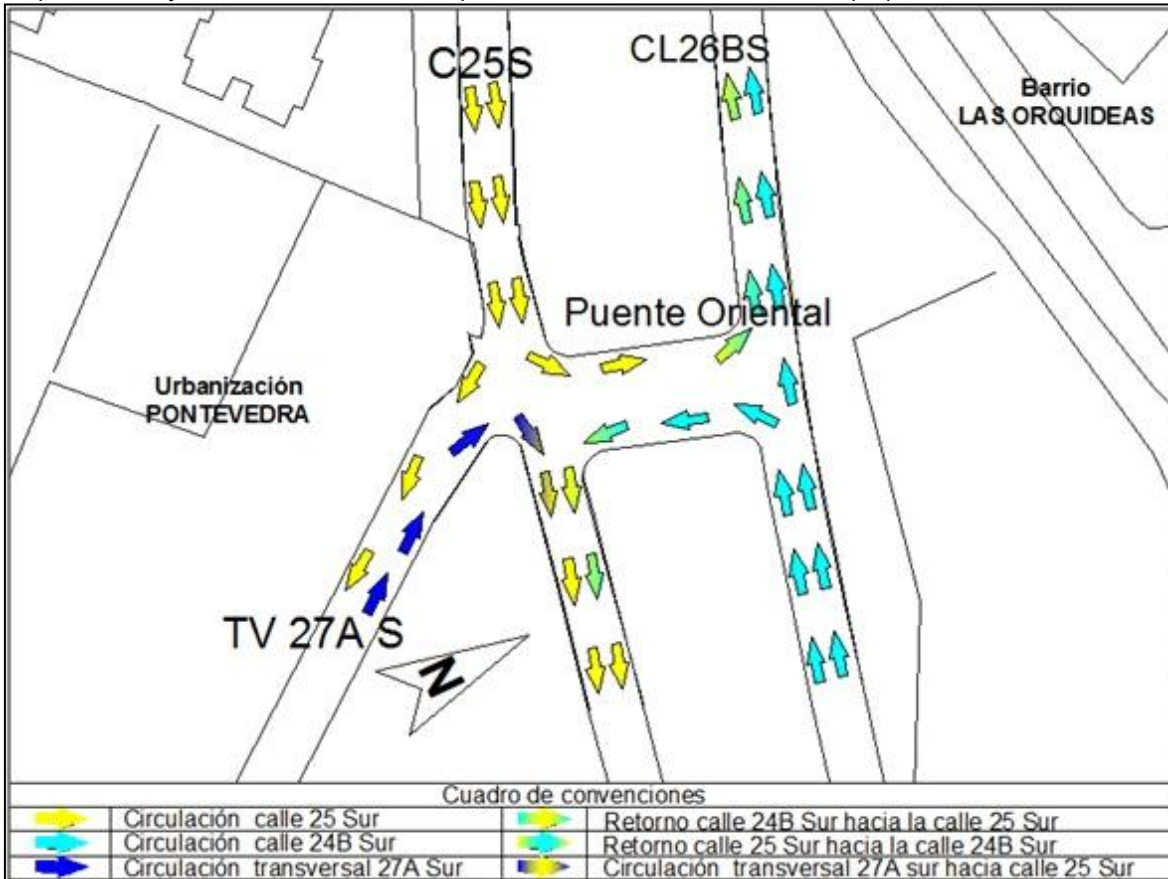 C25S
CL26BS
Barrio
LAS ORQUIDEAS
Puente Oriental
Urbanización
PONTEVEDRA
TV 27A S
N
Cuadro de convenciones
Circulación calle 25 Sur
Retorno calle 24B Sur hacia la calle 25 Sur
Circulación calle 24B Sur
Retorno calle 25 Sur hacia la calle 24B Sur
Circulación transversal 27A Sur
Circulación transversal 27A sur hacia calle 25 Sur